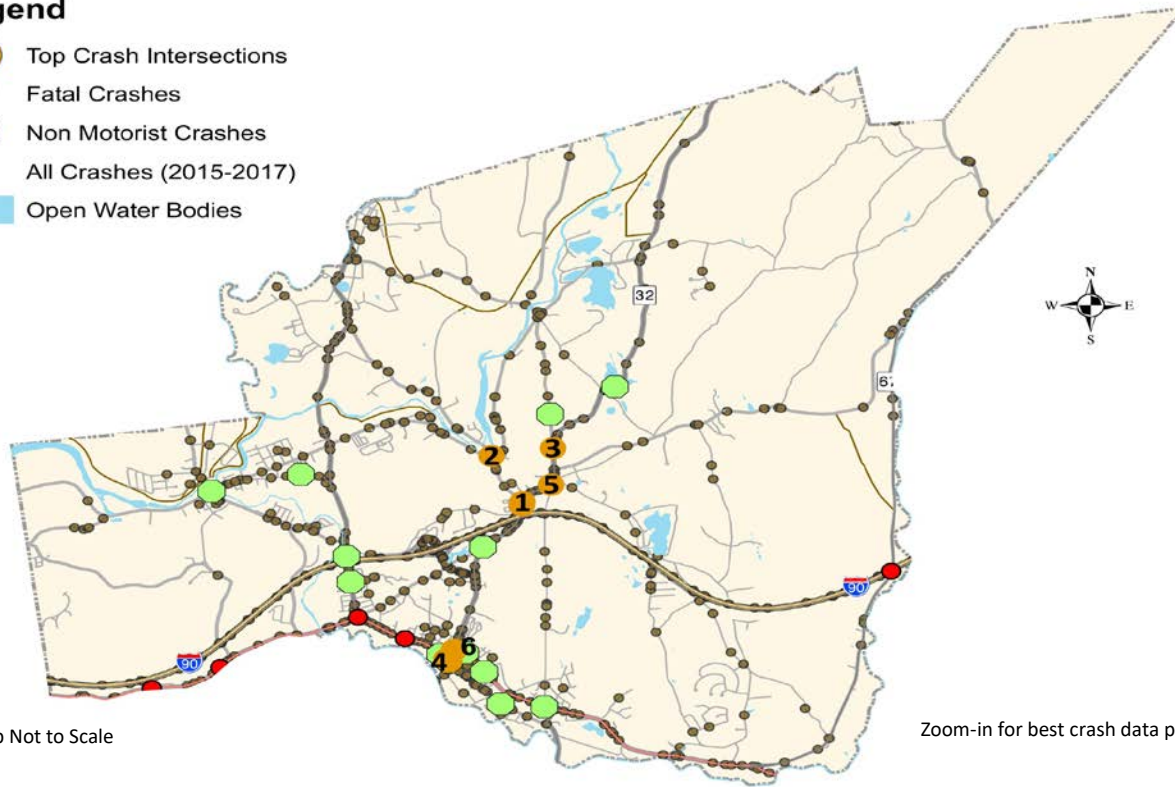 gend
Top Crash Intersections
Fatal Crashes
Non Motorist Crashes
All Crashes (2015-2017)
Open Water Bodies
N
W E
S
32
67
2
3
5
1
90
6
4
90
p Not to Scale
Zoom-in for best crash data p